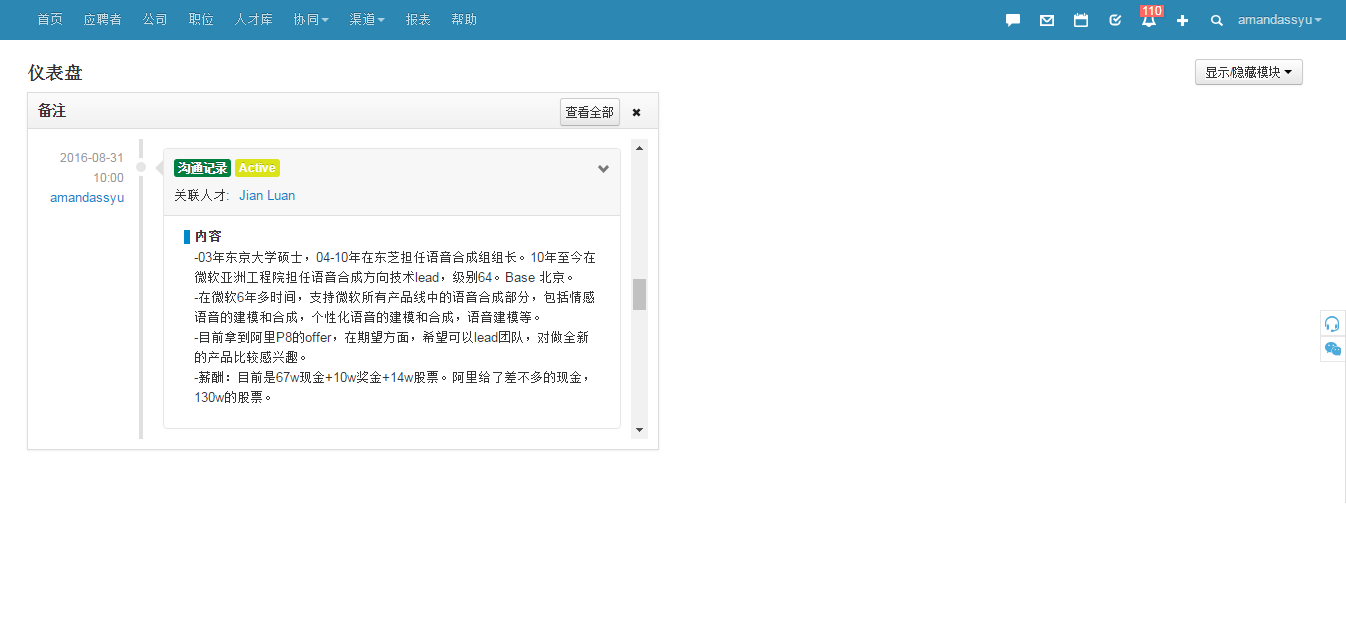 首页 应聘者 公司 职位 人才库 协同 渠道 报表 帮助 110 amandassyu
仪表盘 显示/隐藏模块
备注 查看全部
2016-08-31
10:00
amandassyu
沟通记录 Active
关联人才: Jian Luan
内容
-03年东京大学硕士，04-10年在东芝担任语音合成组组长。10年至今在
微软亚洲工程院担任语音合成方向技术lead，级别64。Base 北京。
-在微软6年多时间，支持微软所有产品线中的语音合成部分，包括情感
语音的建模和合成，个性化语音的建模和合成，语音建模等。
-目前拿到阿里P8的offer，在期望方面，希望可以lead团队，对做全新
的产品比较感兴趣。
-薪酬：目前是67w现金+10w奖金+14w股票。阿里给了差不多的现金，
130w的股票。